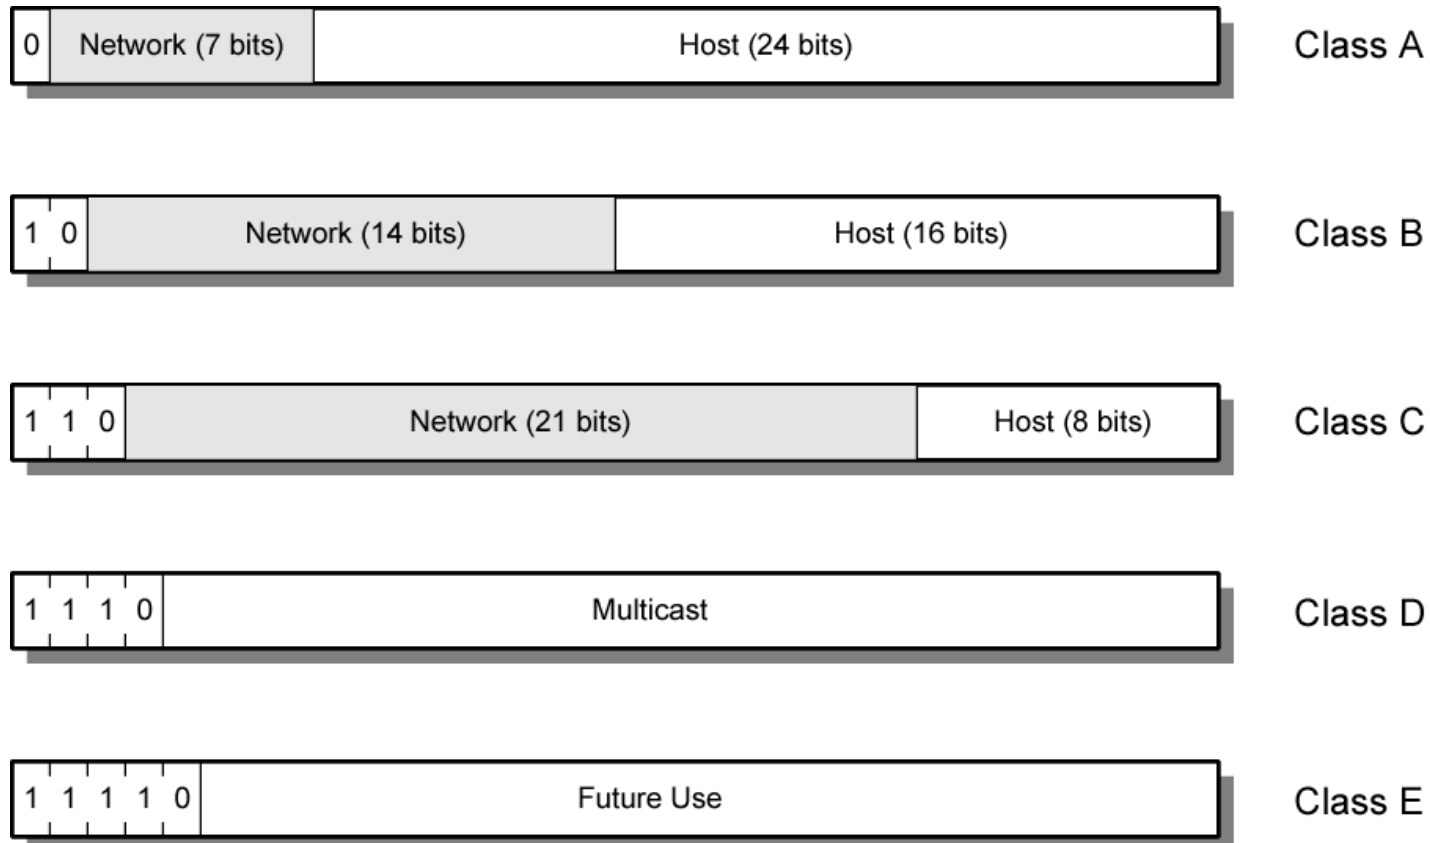 0 Network (7 bits) Host (24 bits) Class A
1 0 Network (14 bits) Host (16 bits) Class B
1 1 0 Network (21 bits) Host (8 bits) Class C
1 1 1 0 Multicast Class D
1 1 1 1 0 Future Use Class E